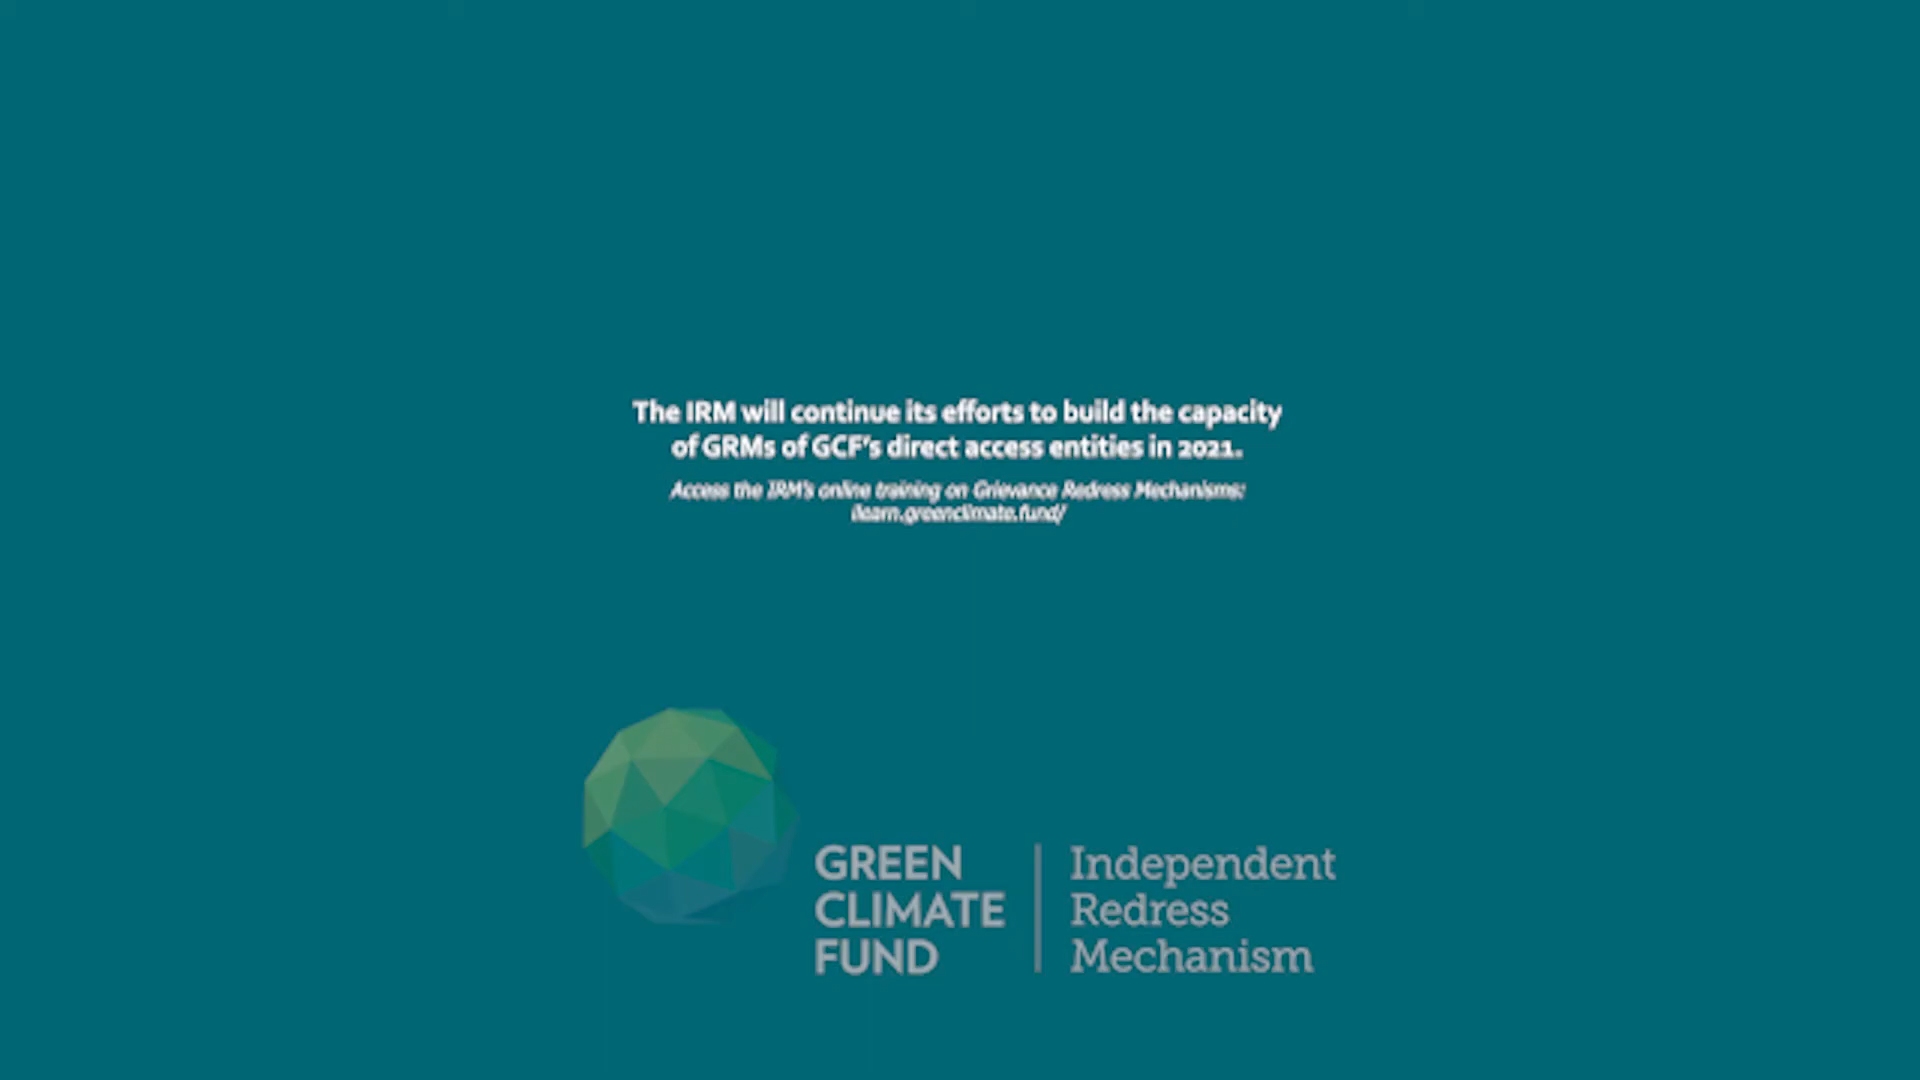 The IRM will continue its efforts to build the capacity
of GRMs of GCF's direct access entities in 2021.
Access the IRM's online training on Grievance Redress Mechanisms:
ilearn.greenclimate.fund/
GREEN
CLIMATE
FUND
Independent
Redress
Mechanism